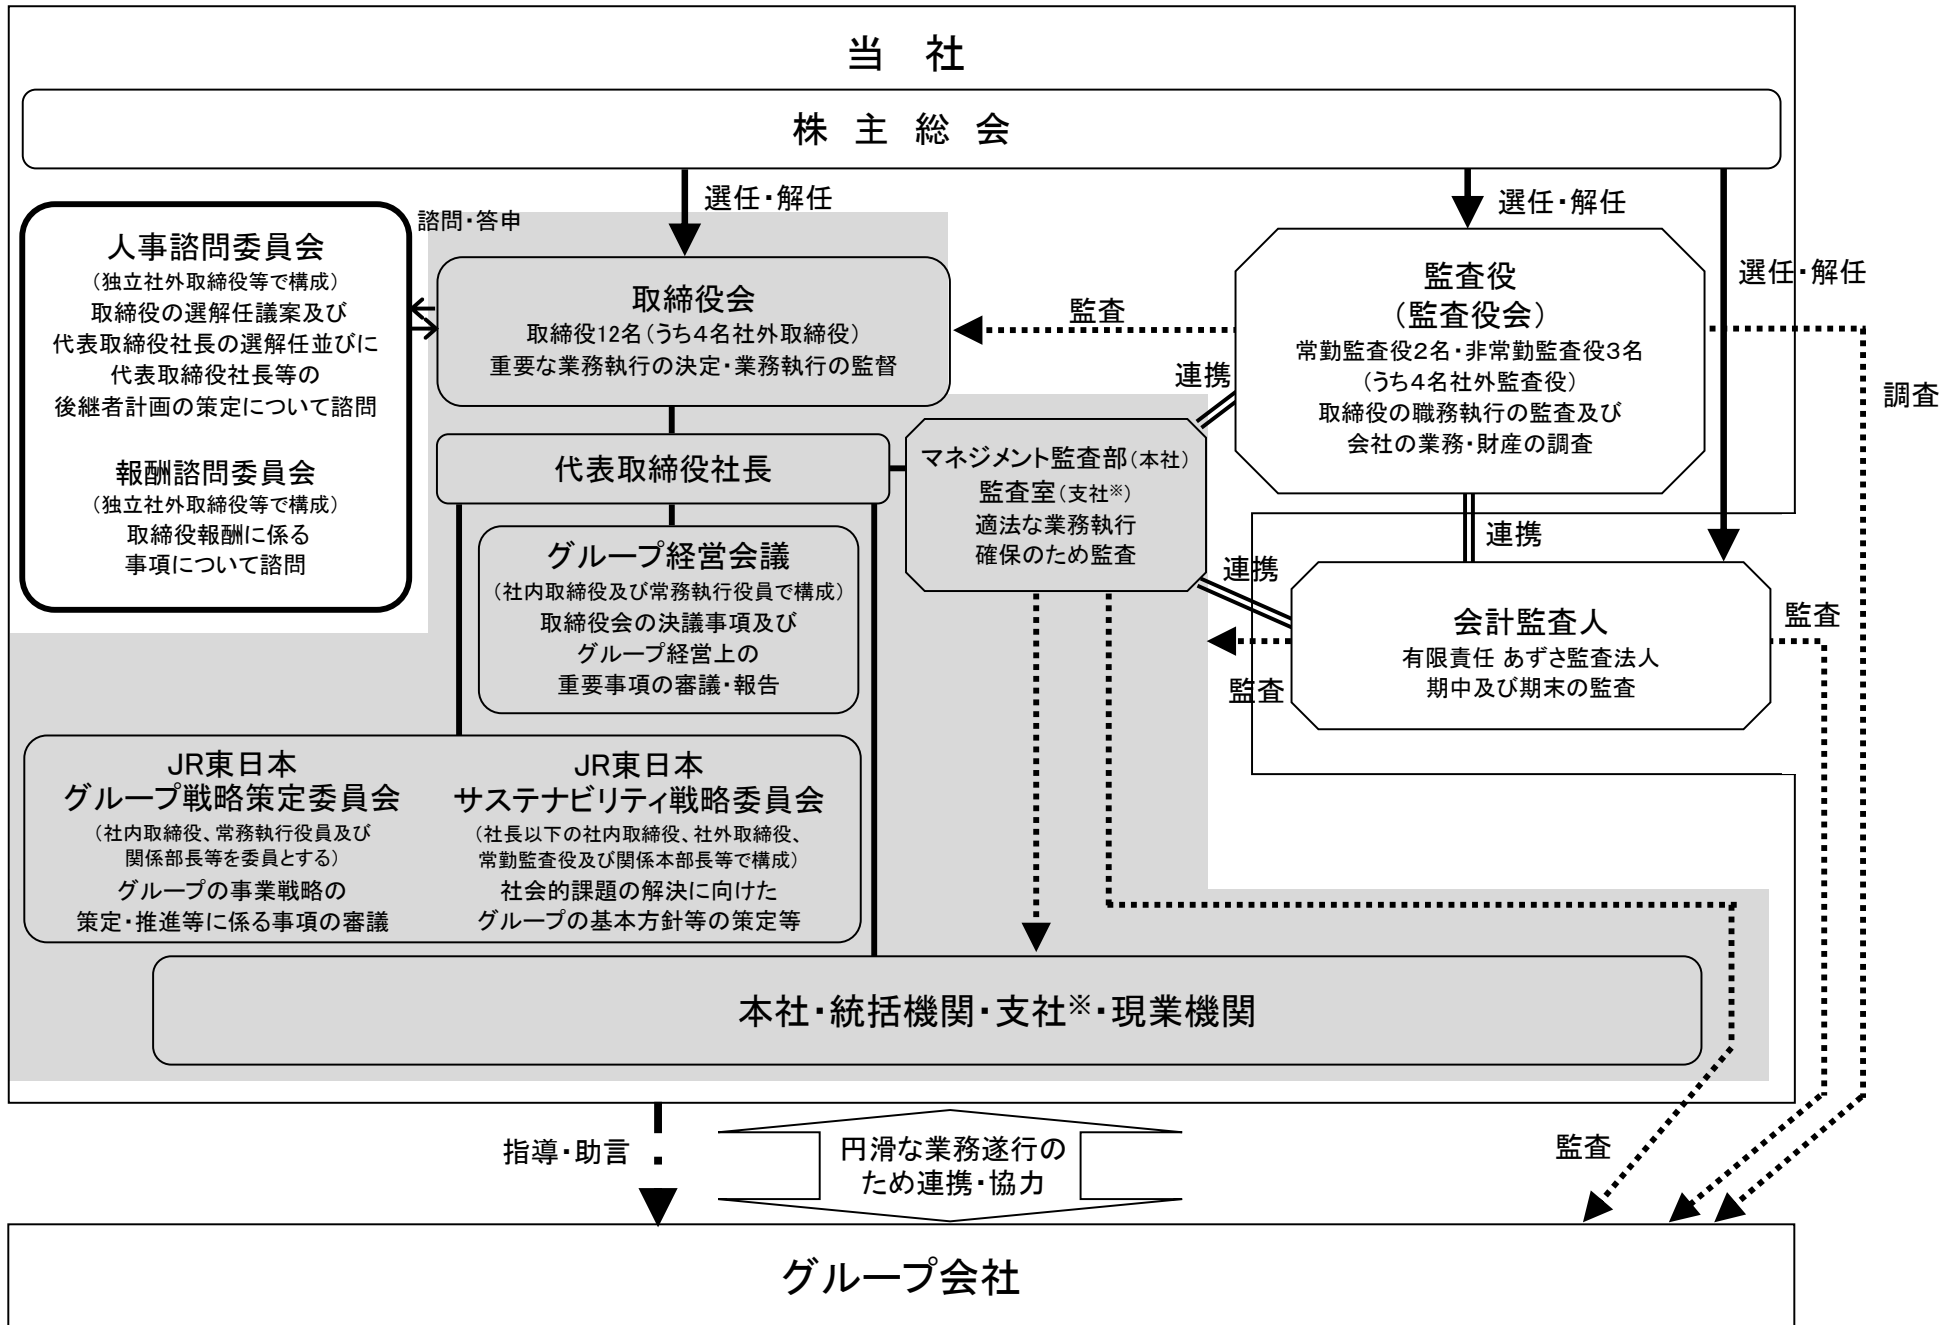 当　社
株　主　総　会
選任・解任
選任・解任
選任・解任
諮問・答申
人事諮問委員会
（独立社外取締役等で構成）
取締役の選解任議案及び
代表取締役社長の選解任並びに
代表取締役社長等の
後継者計画の策定について諮問
報酬諮問委員会
（独立社外取締役等で構成）
取締役報酬に係る
事項について諮問
取締役会
取締役12名（うち４名社外取締役）
重要な業務執行の決定・業務執行の監督
監査
監査役
（監査役会）
常勤監査役２名・非常勤監査役３名
（うち４名社外監査役）
取締役の職務執行の監査及び
会社の業務・財産の調査
調査
連携
代表取締役社長
マネジメント監査部（本社）
監査室（支社※）
適法な業務執行
確保のため監査
連携
連携
グループ経営会議
（社内取締役及び常務執行役員で構成）
取締役会の決議事項及び
グループ経営上の
重要事項の審議・報告
会計監査人
有限責任 あずさ監査法人
期中及び期末の監査
監査
監査
JR東日本
グループ戦略策定委員会
（社内取締役、常務執行役員及び
関係部長等を委員とする）
グループの事業戦略の
策定・推進等に係る事項の審議
JR東日本
サステナビリティ戦略委員会
（社長以下の社内取締役、社外取締役、
常勤監査役及び関係本部長等で構成）
社会的課題の解決に向けた
グループの基本方針等の策定等
本社・統括機関・支社※・現業機関
指導・助言
円滑な業務遂行の
ため連携・協力
監査
グループ会社